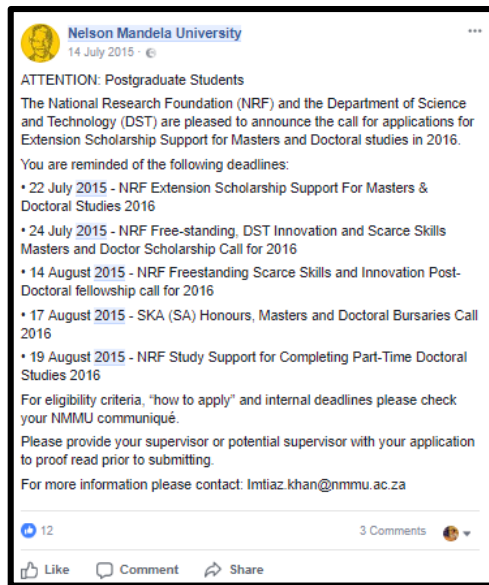 Nelson Mandela University
14 July 2015 ·
ATTENTION: Postgraduate Students
The National Research Foundation (NRF) and the Department of Science
and Technology (DST) are pleased to announce the call for applications for
Extension Scholarship Support for Masters and Doctoral studies in 2016.
You are reminded of the following deadlines:
• 22 July 2015 - NRF Extension Scholarship Support For Masters &
Doctoral Studies 2016
• 24 July 2015 - NRF Free-standing, DST Innovation and Scarce Skills
Masters and Doctor Scholarship Call for 2016
• 14 August 2015 - NRF Freestanding Scarce Skills and Innovation Post-
Doctoral fellowship call for 2016
• 17 August 2015 - SKA (SA) Honours, Masters and Doctoral Bursaries Call
2016
• 19 August 2015 - NRF Study Support for Completing Part-Time Doctoral
Studies 2016
For eligibility criteria, "how to apply" and internal deadlines please check
your NMMU communiqué.
Please provide your supervisor or potential supervisor with your application
to proof read prior to submitting.
For more information please contact: Imtiaz.khan@nmmu.ac.za
12 3 Comments
Like Comment Share